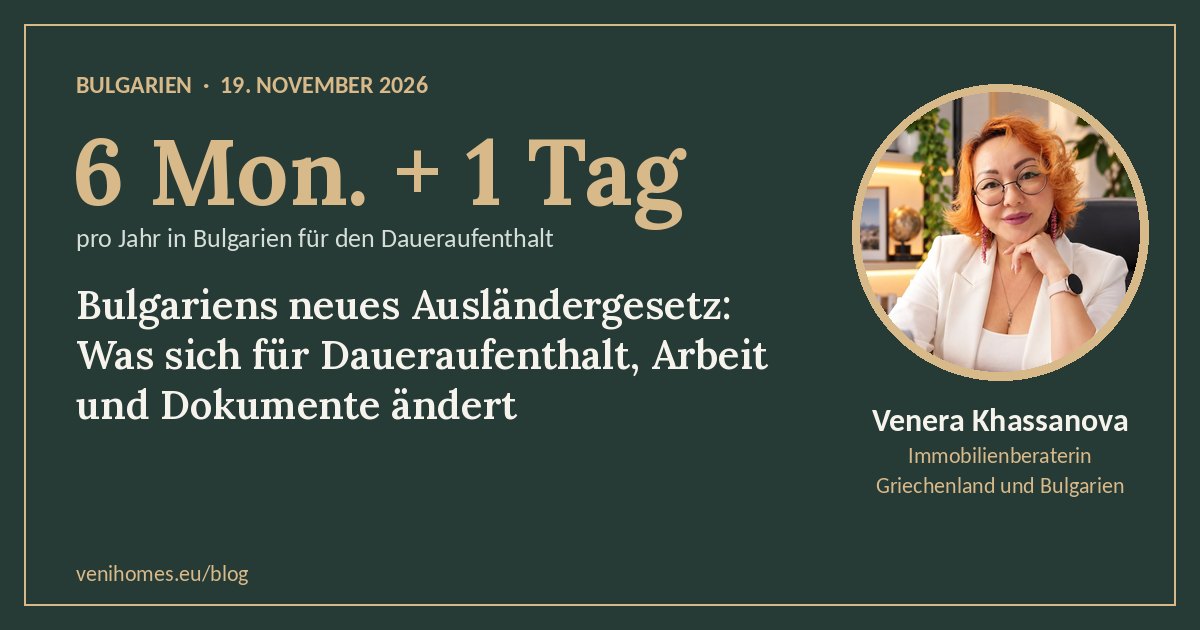 BULGARIEN · 19. NOVEMBER 2026
6 Mon. + 1 Tag
pro Jahr in Bulgarien für den Daueraufenthalt
Bulgariens neues Ausländergesetz:
Was sich für Daueraufenthalt, Arbeit
und Dokumente ändert
Venera Khassanova
Immobilienberaterin
Griechenland und Bulgarien
venihomes.eu/blog